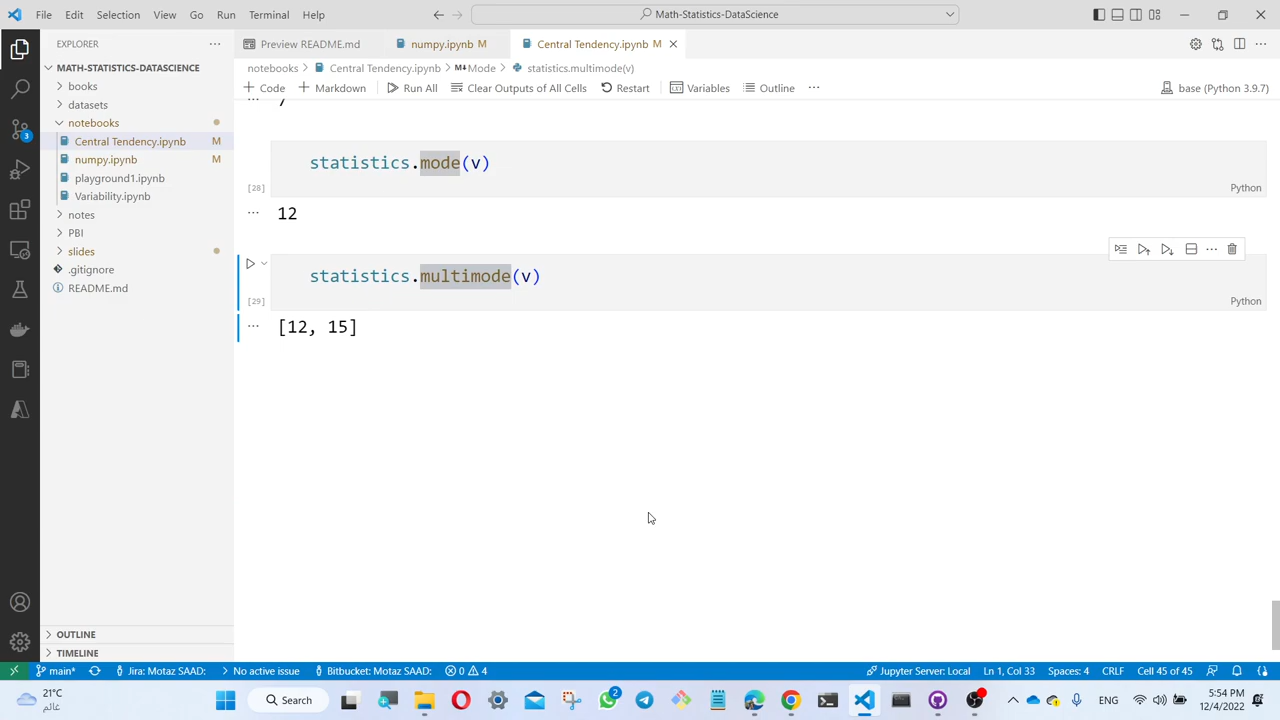 File Edit Selection View Go Run Terminal Help
Math-Statistics-DataScience
EXPLORER
MATH-STATISTICS-DATASCIENCE
books
datasets
notebooks
Central Tendency.ipynb M
numpy.ipynb M
playground1.ipynb
Variability.ipynb
notes
PBI
slides
.gitignore
README.md
OUTLINE
TIMELINE
3
Preview README.md
numpy.ipynb M
Central Tendency.ipynb M
notebooks > Central Tendency.ipynb > M↓Mode > statistics.multimode(v)
+ Code + Markdown Run All Clear Outputs of All Cells Restart Variables Outline ...
base (Python 3.9.7)
statistics.mode(v)
[28]
Python
12
statistics.multimode(v)
[29]
Python
[12, 15]
main* Jira: Motaz SAAD: No active issue Bitbucket: Motaz SAAD: 0 4
Jupyter Server: Local Ln 1, Col 33 Spaces: 4 CRLF Cell 45 of 45
21°C
غائم
Search
2
ENG
5:54 PM
12/4/2022